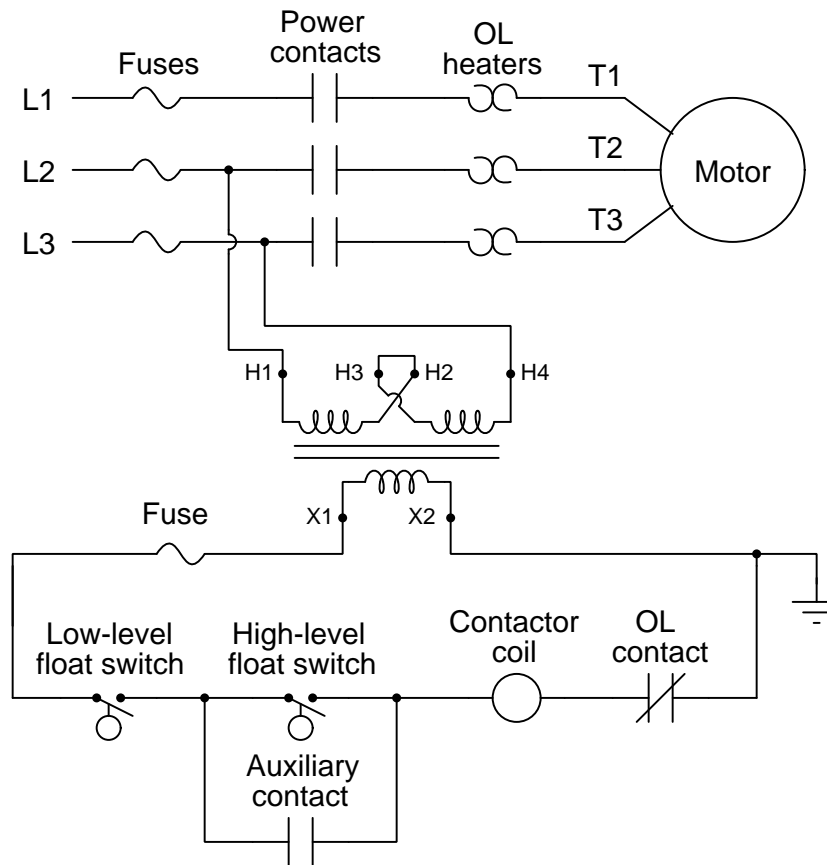 Power
contacts
OL
heaters
Fuses
T1
L1
T2
L2
Motor
T3
L3
H1
H3
H2
H4
Fuse
X1
X2
Low-level
float switch
High-level
float switch
Contactor
coil
OL
contact
Auxiliary
contact